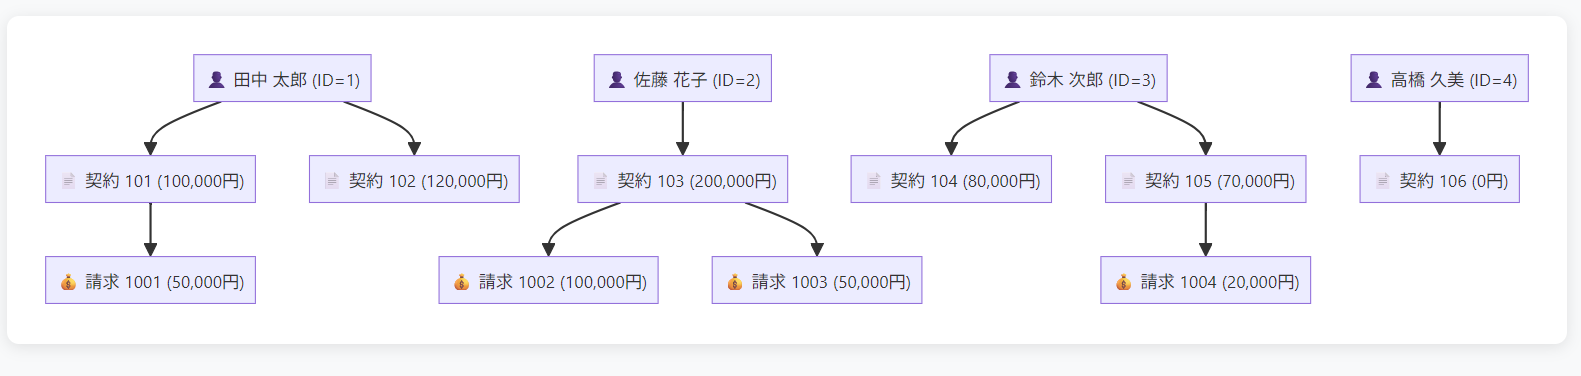 田中 太郎 (ID=1)
佐藤 花子 (ID=2)
鈴木 次郎 (ID=3)
高橋 久美 (ID=4)
契約 101 (100,000円)
契約 102 (120,000円)
契約 103 (200,000円)
契約 104 (80,000円)
契約 105 (70,000円)
契約 106 (0円)
請求 1001 (50,000円)
請求 1002 (100,000円)
請求 1003 (50,000円)
請求 1004 (20,000円)